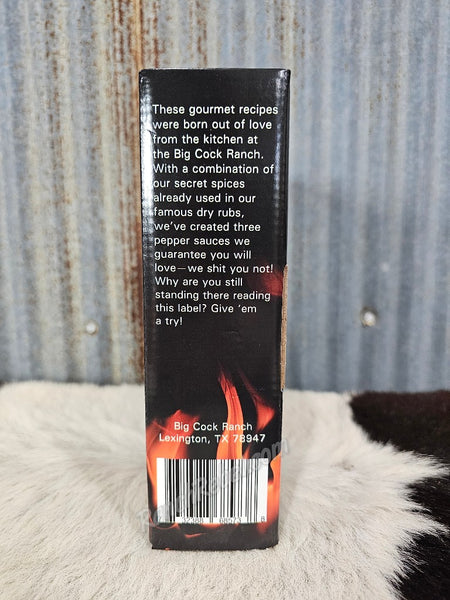 These gourmet recipes
were born out of love
from the kitchen at
the Big Cock Ranch.
With a combination of
our secret spices
already used in our
famous dry rubs,
we've created three
pepper sauces we
guarantee you will
love—we shit you not!
Why are you still
standing there reading
this label? Give 'em
a try!
Big Cock Ranch
Lexington, TX 78947